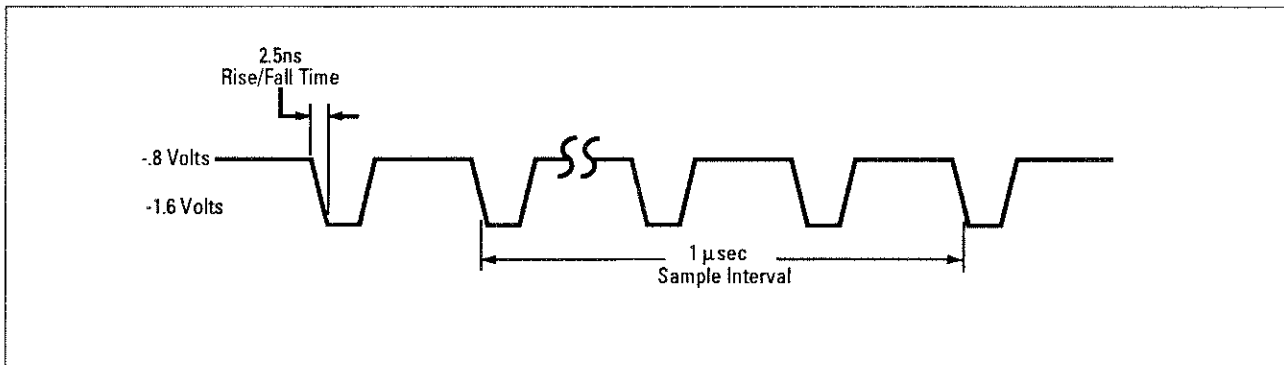 2.5ns
Rise/Fall Time
-.8 Volts
-1.6 Volts
1 μsec
Sample Interval